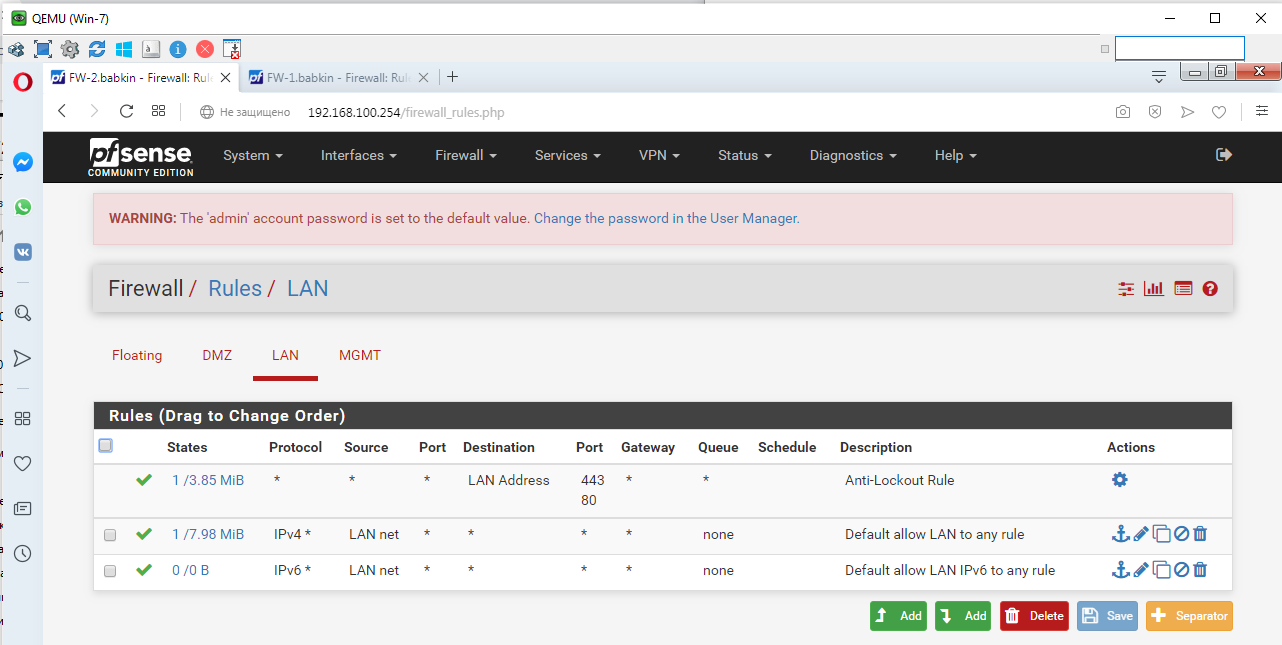 QEMU (Win-7)
FW-2.babkin - Firewall: Rul
FW-1.babkin - Firewall: Rul
Не защищено 192.168.100.254/firewall_rules.php
pfsense
COMMUNITY EDITION
System Interfaces Firewall Services VPN Status Diagnostics Help
WARNING: The 'admin' account password is set to the default value. Change the password in the User Manager.
Firewall / Rules / LAN
Floating DMZ LAN MGMT
Rules (Drag to Change Order)
States Protocol Source Port Destination Port Gateway Queue Schedule Description Actions
1 /3.85 MiB * * * LAN Address 443 * * Anti-Lockout Rule
80
1 /7.98 MiB IPv4 * LAN net * * * * none Default allow LAN to any rule
0 /0 B IPv6 * LAN net * * * * none Default allow LAN IPv6 to any rule
Add Add Delete Save Separator